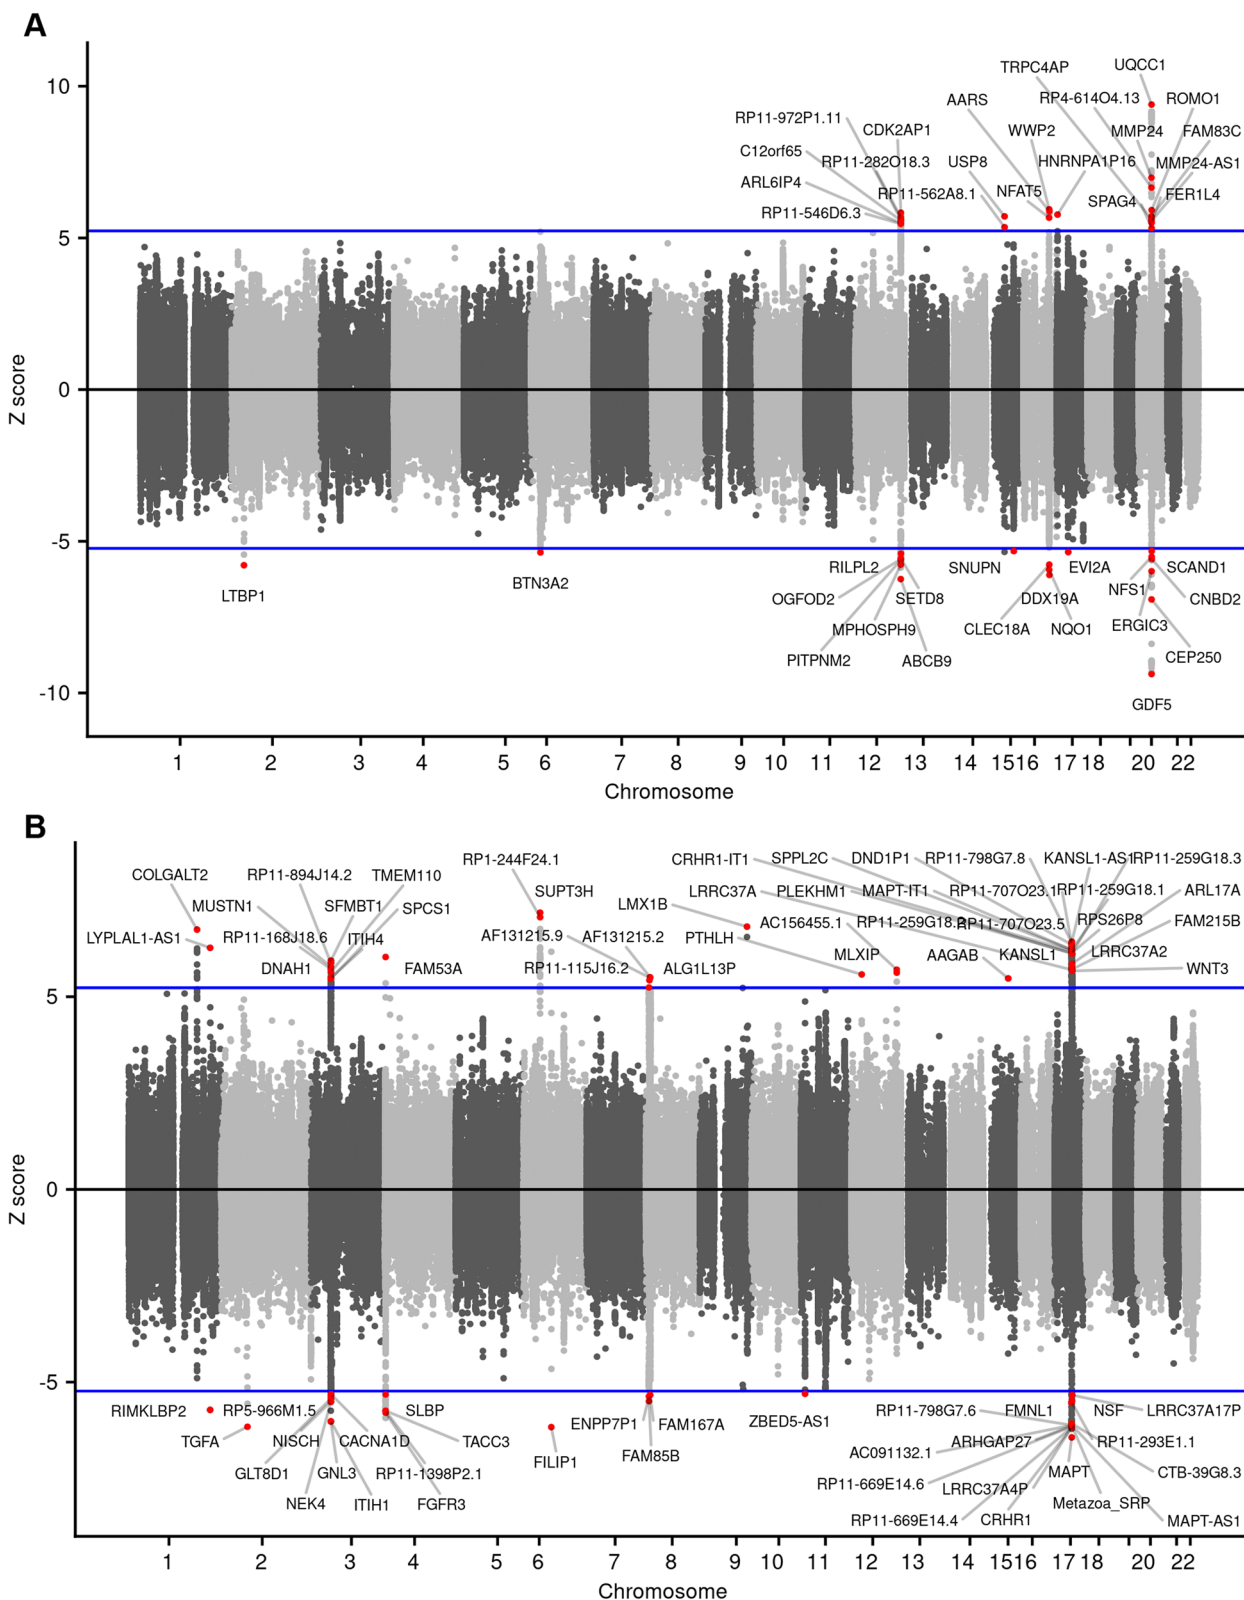 A
UQCC1
TRPC4AP
AARS
RP4-614O4.13
ROMO1
RP11-972P1.11
CDK2AP1
WWP2
MMP24
FAM83C
C12orf65
RP11-282O18.3
USP8
HNRNPA1P16
MMP24-AS1
ARL6IP4
RP11-562A8.1
NFAT5
SPAG4
FER1L4
RP11-546D6.3
10
5
0
-5
-10
Z score
LTBP1
BTN3A2
RILPL2
SNUPN
EVI2A
SCAND1
OGFOD2
SETD8
DDX19A
NFS1
CNBD2
MPHOSPH9
CLEC18A
NQO1
ERGIC3
PITPNM2
ABCB9
CEP250
GDF5
1 2 3 4 5 6 7 8 9 10 11 12 13 14 15 16 17 18 20 22
Chromosome
B
COLGALT2
RP11-894J14.2
TMEM110
RP1-244F24.1
CRHR1-IT1
SPPL2C
DND1P1
RP11-798G7.8
KANSL1-AS1
RP11-259G18.3
MUSTN1
SFMBT1
SPCS1
SUPT3H
LMX1B
LRRC37A
PLEKHM1
MAPT-IT1
RP11-707O23.1
RP11-259G18.1
ARL17A
LYPLAL1-AS1
RP11-168J18.6
ITIH4
AF131215.9
AF131215.2
PTHLH
AC156455.1
RP11-259G18.2
RP11-707O23.5
RPS26P8
FAM215B
DNAH1
FAM53A
RP11-115J16.2
ALG1L13P
MLXIP
AAGAB
KANSL1
LRRC37A2
WNT3
5
0
-5
Z score
RIMKLBP2
RP5-966M1.5
SLBP
ENPP7P1
FAM167A
ZBED5-AS1
RP11-798G7.6
FMNL1
NSF
LRRC37A17P
TGFA
NISCH
CACNA1D
TACC3
FILIP1
FAM85B
AC091132.1
ARHGAP27
RP11-293E1.1
GLT8D1
GNL3
RP11-1398P2.1
RP11-669E14.6
LRRC37A4P
MAPT
CTB-39G8.3
NEK4
ITIH1
FGFR3
RP11-669E14.4
CRHR1
Metazoa_SRP
MAPT-AS1
1 2 3 4 5 6 7 8 9 10 11 12 13 14 15 16 17 18 20 22
Chromosome